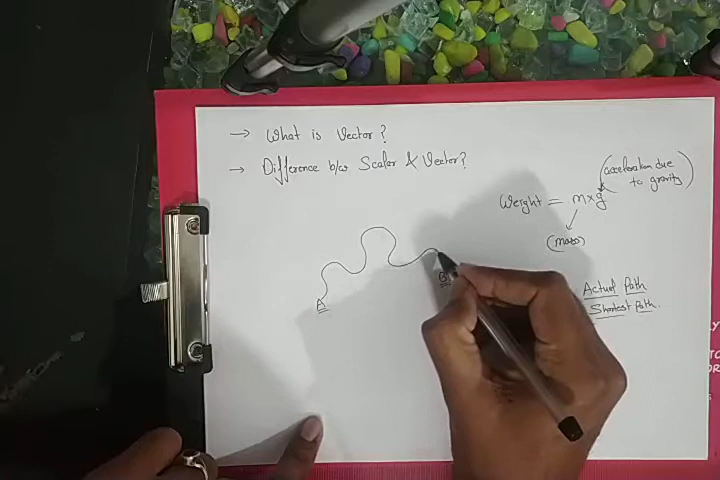 → What is Vector?
→ Difference b/w Scalar & Vector?
(acceleration due
to gravity)
Weight = m×g
(mass)
A
B
Actual Path
Shortest Path.